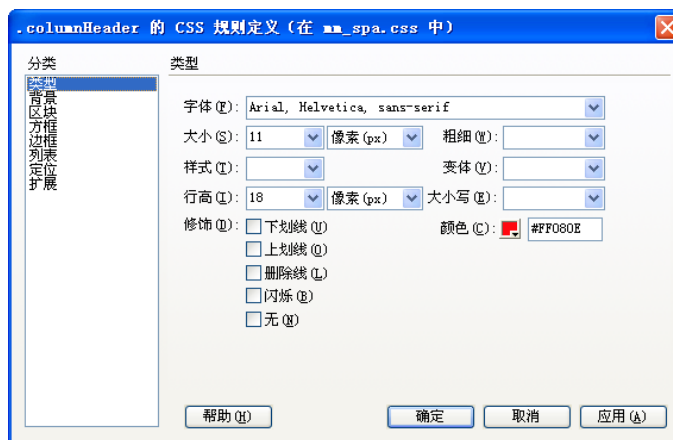 .columnHeader 的 CSS 规则定义（在 mm_spa.css 中）
分类
类型
类型
背景
区块
方框
边框
列表
定位
扩展
字体(F): Arial, Helvetica, sans-serif
大小(S): 11 像素(px) 粗细(W):
样式(T): 变体(V):
行高(I): 18 像素(px) 大小写(E):
修饰(D): 下划线(U) 颜色(C): #FF080E
上划线(O)
删除线(L)
闪烁(B)
无(N)
帮助(H) 确定 取消 应用(A)